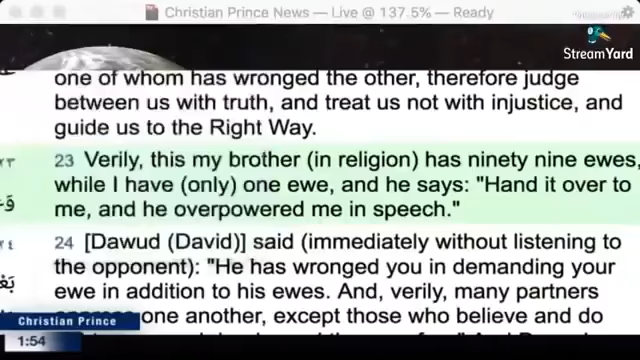 Christian Prince News — Live @ 137.5% — Ready
StreamYard
one of whom has wronged the other, therefore judge
between us with truth, and treat us not with injustice, and
guide us to the Right Way.
٢٣ 23 Verily, this my brother (in religion) has ninety nine ewes,
while I have (only) one ewe, and he says: "Hand it over to
me, and he overpowered me in speech."
٢٤ 24 [Dawud (David)] said (immediately without listening to
the opponent): "He has wronged you in demanding your
ewe in addition to his ewes. And, verily, many partners
one another, except those who believe and do
Christian Prince
1:54